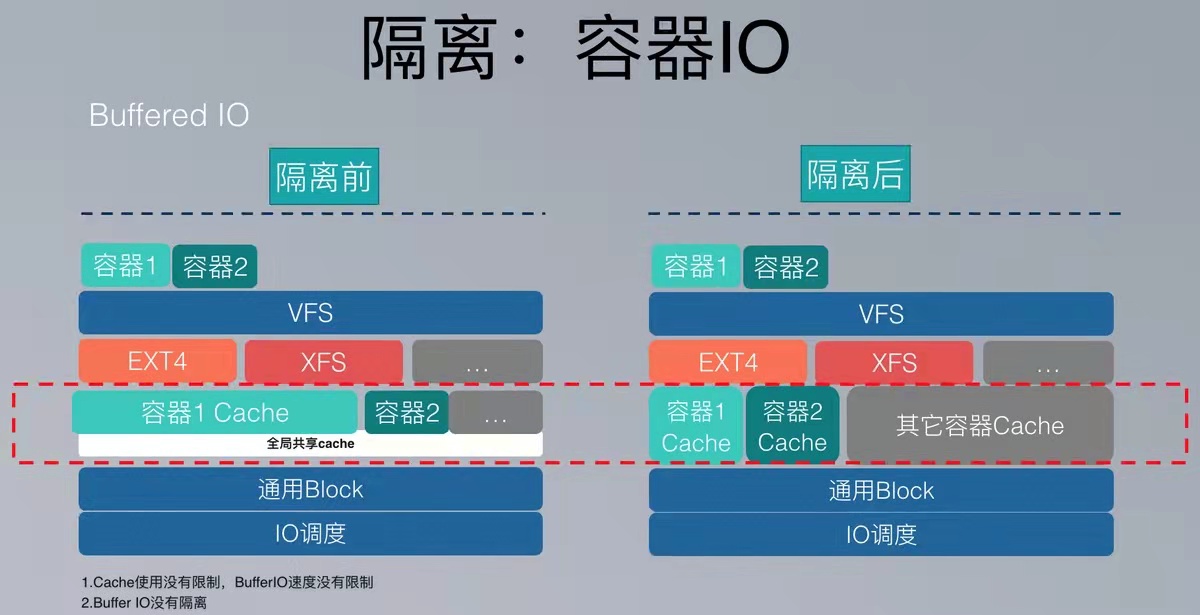 隔离：容器IO
Buffered IO
隔离前
容器1
容器2
VFS
EXT4
XFS
...
容器1 Cache
容器2
...
全局共享cache
通用Block
IO调度
1.Cache使用没有限制，BufferIO速度没有限制
2.Buffer IO没有隔离
隔离后
容器1
容器2
VFS
EXT4
XFS
...
容器1
Cache
容器2
Cache
其它容器Cache
通用Block
IO调度